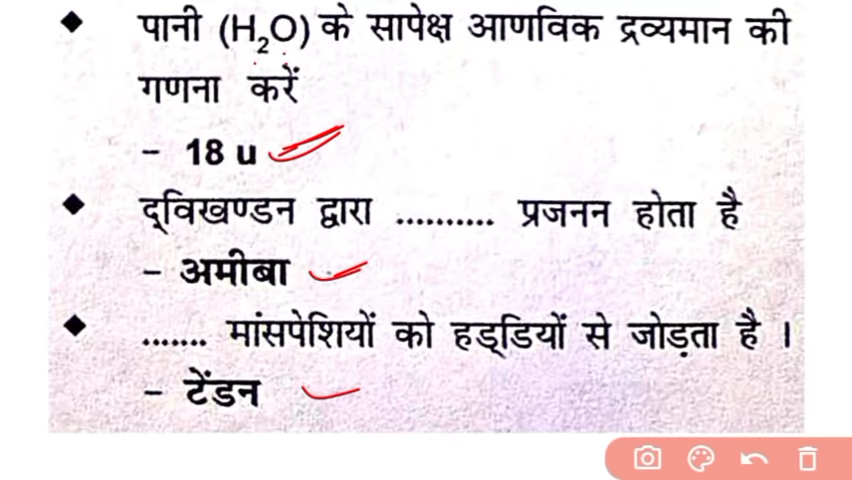 ◆ पानी (H₂O) के सापेक्ष आणविक द्रव्यमान की
गणना करें
– 18 u
◆ द्विखण्डन द्वारा .......... प्रजनन होता है
– अमीबा
◆ ....... मांसपेशियों को हड्डियों से जोड़ता है ।
– टेंडन